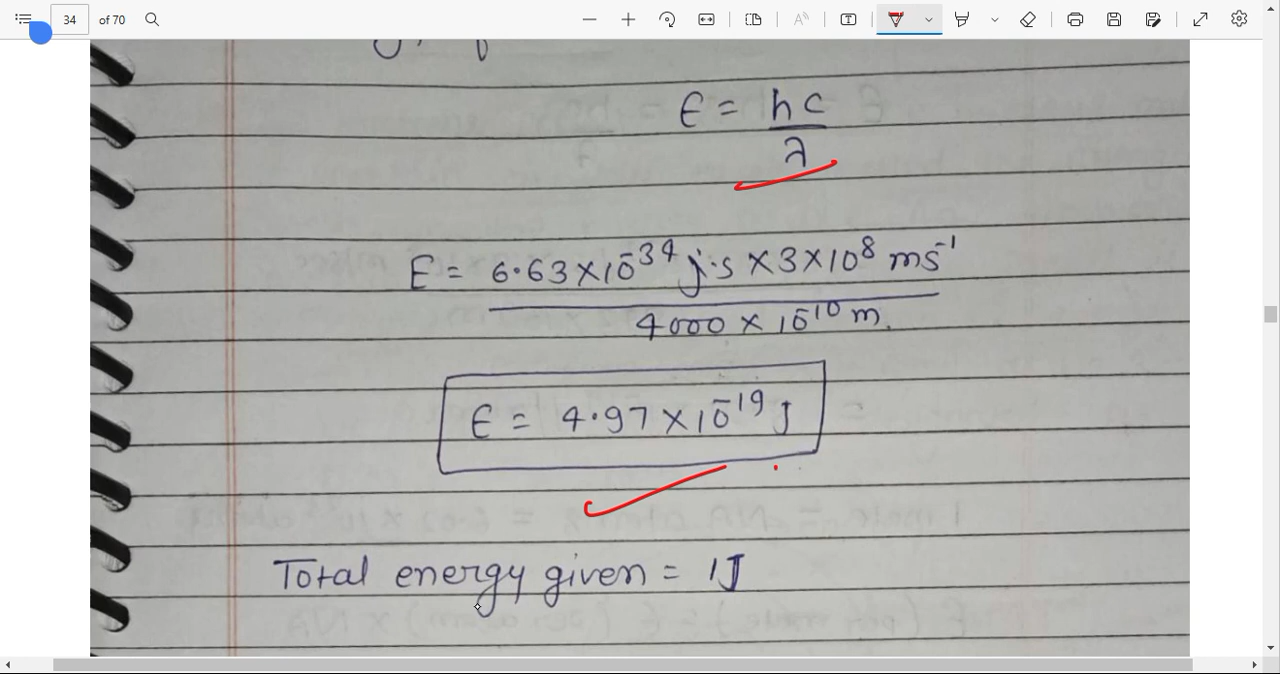 34 of 70
E = hc
λ
E = 6.63 × 10⁻³⁴ j.s × 3 × 10⁸ ms⁻¹
4000 × 10⁻¹⁰ m.
E = 4.97 × 10⁻¹⁹ J
Total energy given = 1J